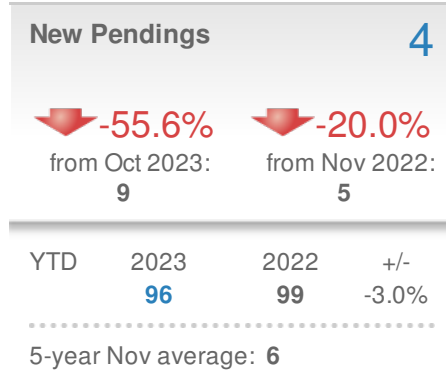 New Pendings 4
-55.6% -20.0%
from Oct 2023: from Nov 2022:
9 5
YTD 2023 2022 +/-
96 99 -3.0%
5-year Nov average: 6